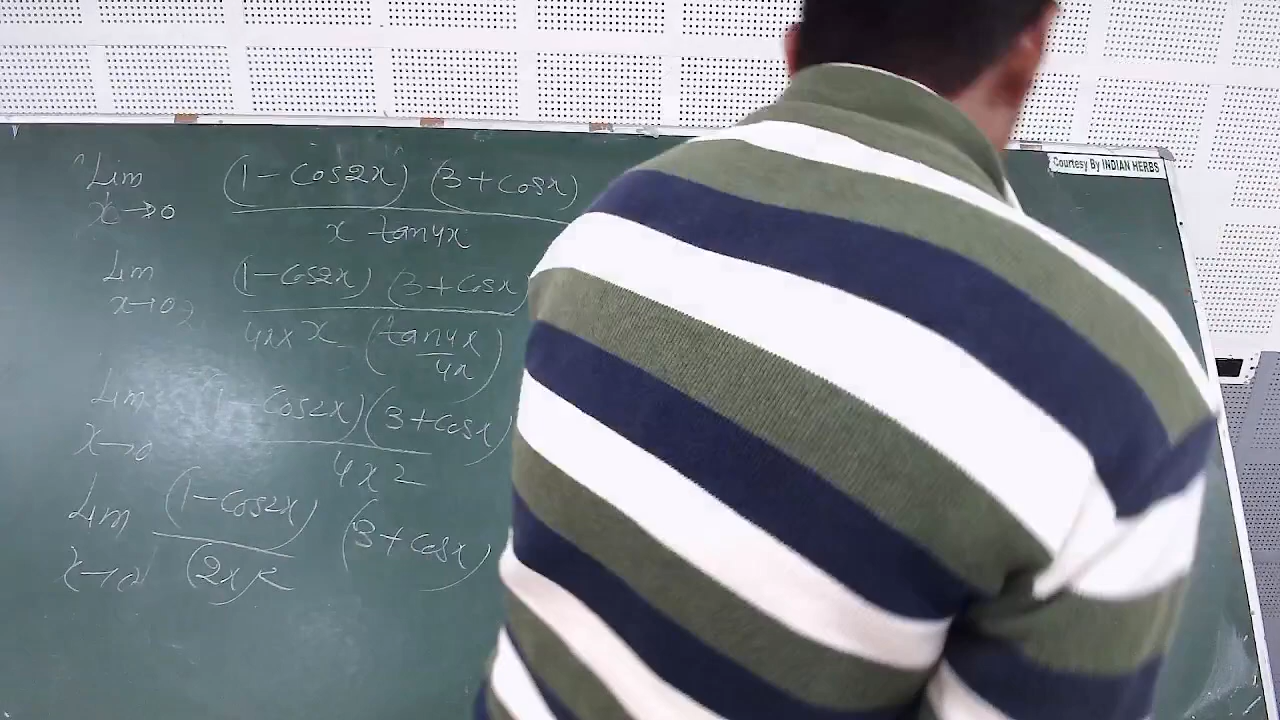 Lim (1-Cos2x) (3+Cosx)
x→0 x tan4x
Courtesy By INDIAN HERBS
Lim (1-Cos2x) (3+Cosx)
x→0 4x×x (tan4x/4x)
Lim (1-Cos2x)(3+Cosx)
x→0 4x2
Lim (1-Cos2x) (3+Cosx)
x→0 (2x)2